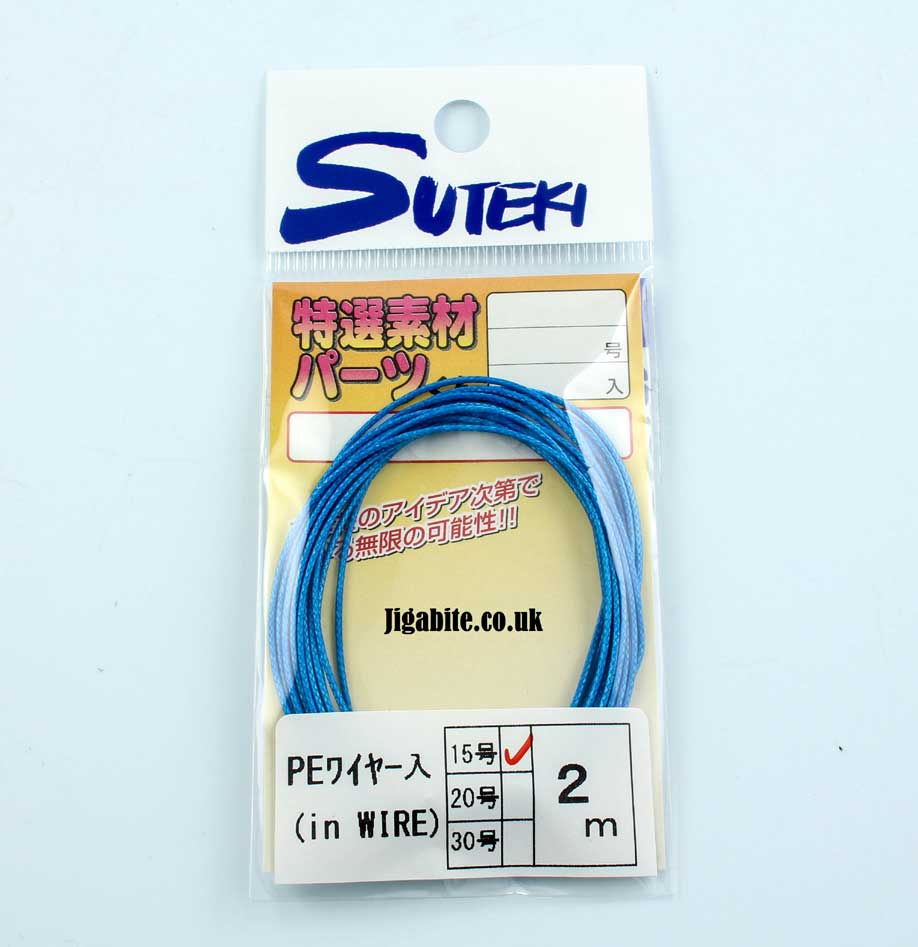 SUTEKI
特選素材
パーツ
号
入
のアイデア次第で
無限の可能性!!
Jigabite.co.uk
PEワイヤー入
(in WIRE)
15号 ✓
20号
30号
2m